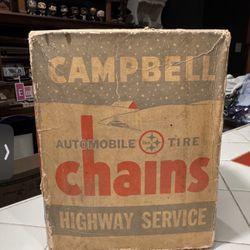 CAMPBELL
AUTOMOBILE TIRE
chains
HIGHWAY SERVICE